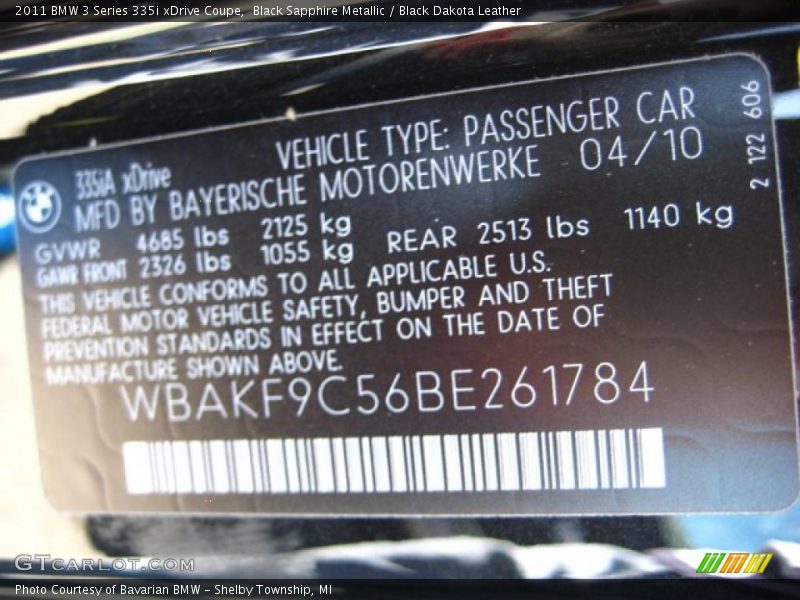 2011 BMW 3 Series 335i xDrive Coupe, Black Sapphire Metallic / Black Dakota Leather
335iA xDrive
VEHICLE TYPE: PASSENGER CAR
MFD BY BAYERISCHE MOTORENWERKE 04/10
2 122 606
GVWR 4685 lbs 2125 kg
GAWR FRONT 2326 lbs 1055 kg REAR 2513 lbs 1140 kg
THIS VEHICLE CONFORMS TO ALL APPLICABLE U.S.
FEDERAL MOTOR VEHICLE SAFETY, BUMPER AND THEFT
PREVENTION STANDARDS IN EFFECT ON THE DATE OF
MANUFACTURE SHOWN ABOVE.
WBAKF9C56BE261784
GTCARLOT.COM
Photo Courtesy of Bavarian BMW – Shelby Township, MI